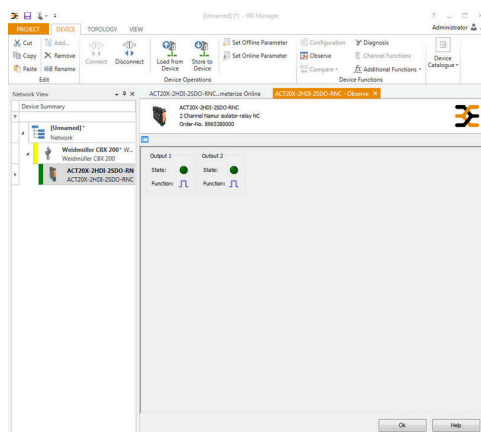 [Unnamed] (*) - WI-Manager
PROJECT DEVICE TOPOLOGY VIEW Administrator
Cut Add... Set Offline Parameter Configuration Diagnosis
Copy Remove Connect Disconnect Load from Device Store to Device Set Online Parameter Observe Channel Functions Device Catalogue
Paste Rename Compare Additional Functions
Edit Device Operations Device Functions
Network View ACT20X-2HDI-2SDO-RNC...meterize Online ACT20X-2HDI-2SDO-RNC - Observe
Device Summary
ACT20X-2HDI-2SDO-RNC
2 Channel Namur isolator-relay NC
Order-No. 8965380000
[Unnamed]*
Network
Weidmüller CBX 200* W...
Weidmüller CBX 200
ACT20X-2HDI-2SDO-RN
ACT20X-2HDI-2SDO-RNC
Output 1 Output 2
State: State:
Function: Function:
Ok Help